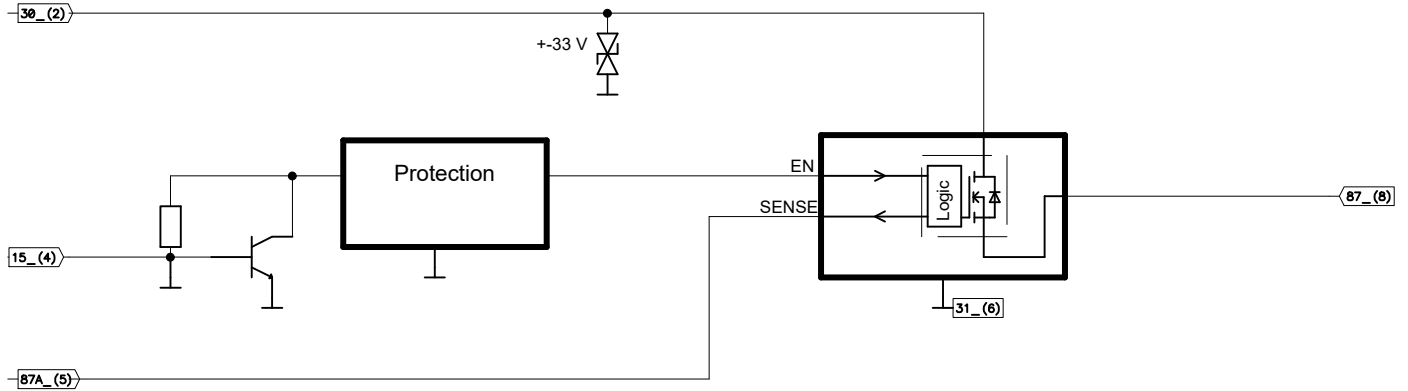 30_(2)
+-33 V
Protection
EN
SENSE
Logic
87_(8)
15_(4)
31_(6)
87A_(5)